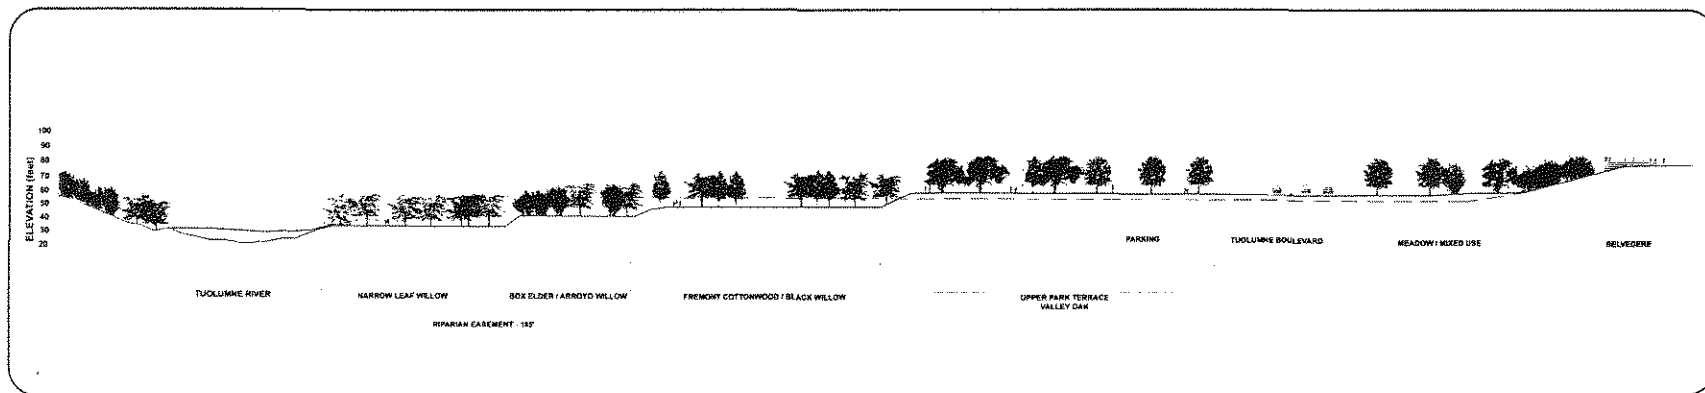 100
90
80
70
60
50
40
30
20
ELEVATION (feet)
PARKING
TUOLUMNE BOULEVARD
MEADOW / MIXED USE
BELVEDERE
TUOLUMNE RIVER
NARROW LEAF WILLOW
BOX ELDER / ARROYO WILLOW
FREMONT COTTONWOOD / BLACK WILLOW
UPPER PARK TERRACE
VALLEY OAK
RIPARIAN EASEMENT -